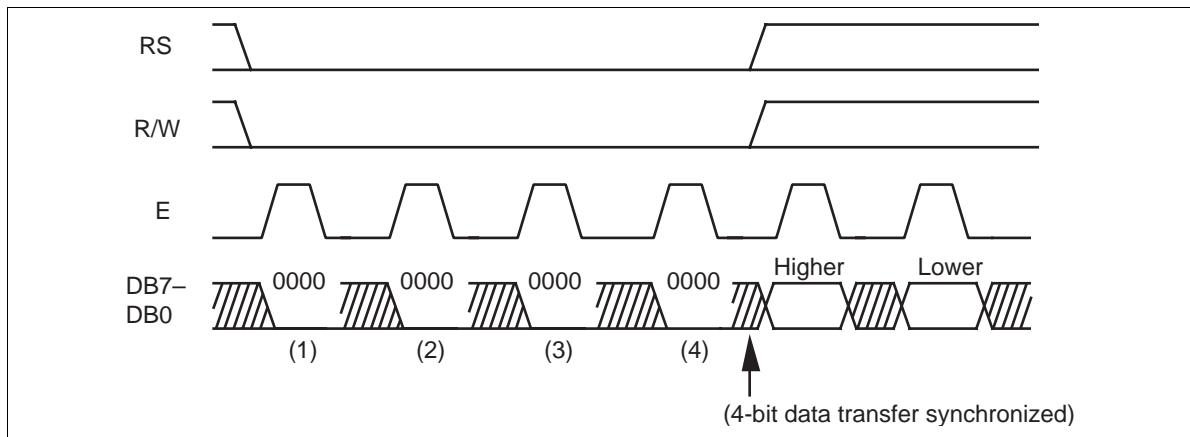 RS
R/W
E
Higher Lower
DB7–
DB0
0000 0000 0000 0000
(1) (2) (3) (4)
(4-bit data transfer synchronized)